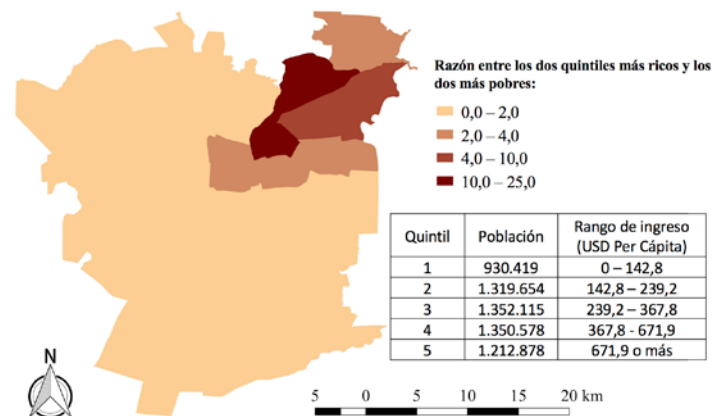 Razón entre los dos quintiles más ricos y los
dos más pobres:
0,0 – 2,0
2,0 – 4,0
4,0 – 10,0
10,0 – 25,0
Quintil Población Rango de ingreso
(USD Per Cápita)
1 930.419 0 – 142,8
2 1.319.654 142,8 – 239,2
3 1.352.115 239,2 – 367,8
4 1.350.578 367,8 - 671,9
5 1.212.878 671,9 o más
N
5 0 5 10 15 20 km